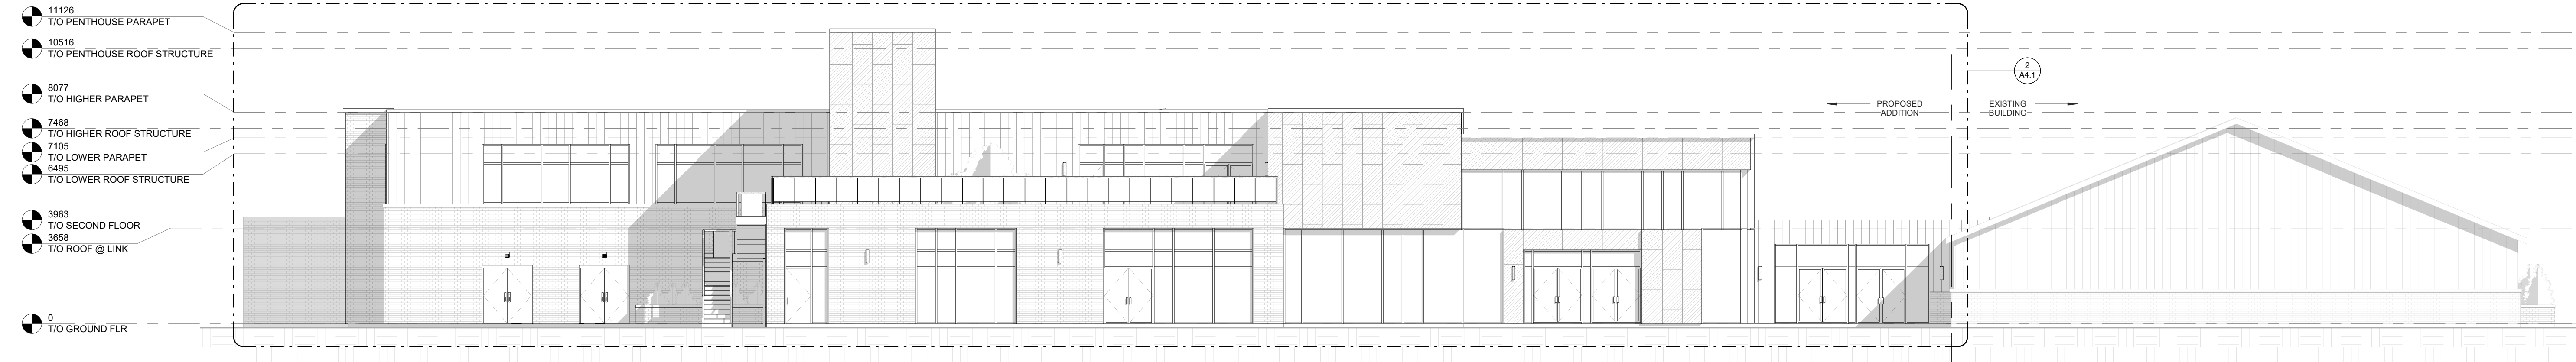 11126
T/O PENTHOUSE PARAPET
10516
T/O PENTHOUSE ROOF STRUCTURE
8077
T/O HIGHER PARAPET
7468
T/O HIGHER ROOF STRUCTURE
7105
T/O LOWER PARAPET
6495
T/O LOWER ROOF STRUCTURE
3963
T/O SECOND FLOOR
3658
T/O ROOF @ LINK
0
T/O GROUND FLR
2
A4.1
PROPOSED
ADDITION
EXISTING
BUILDING